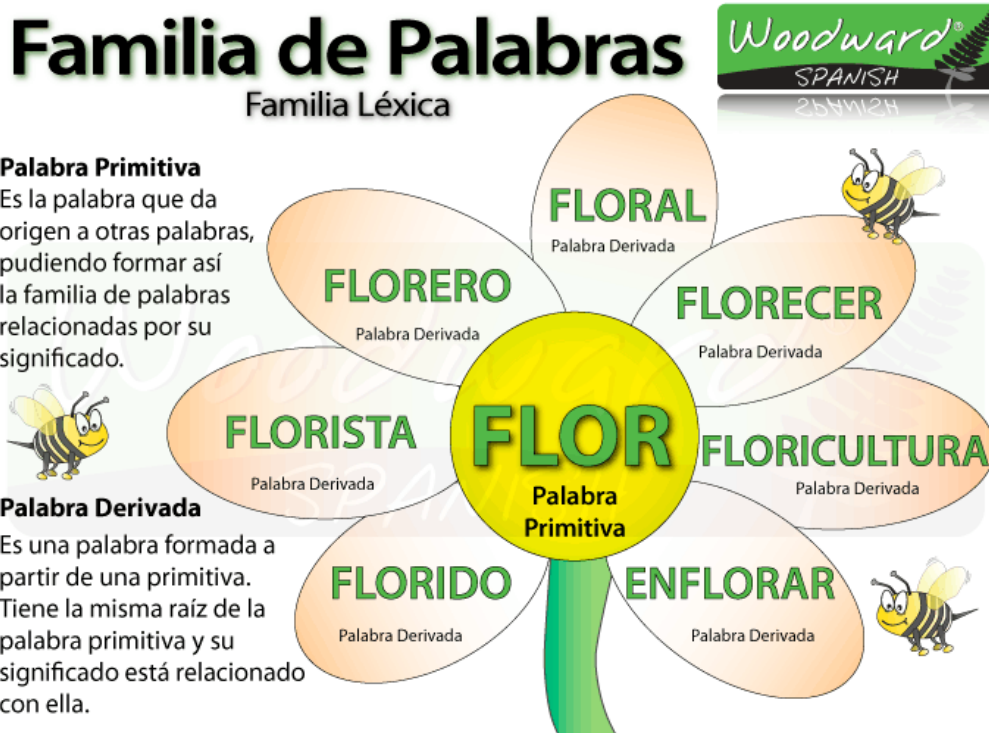 Familia de Palabras
Familia Léxica
Woodward®
SPANISH
Palabra Primitiva
Es la palabra que da
origen a otras palabras,
pudiendo formar así
la familia de palabras
relacionadas por su
significado.
Palabra Derivada
Es una palabra formada a
partir de una primitiva.
Tiene la misma raíz de la
palabra primitiva y su
significado está relacionado
con ella.
FLORAL
Palabra Derivada
FLORERO
Palabra Derivada
FLORECER
Palabra Derivada
FLORISTA
Palabra Derivada
FLOR
Palabra
Primitiva
FLORICULTURA
Palabra Derivada
FLORIDO
Palabra Derivada
ENFLORAR
Palabra Derivada
Woodward
SPANISH